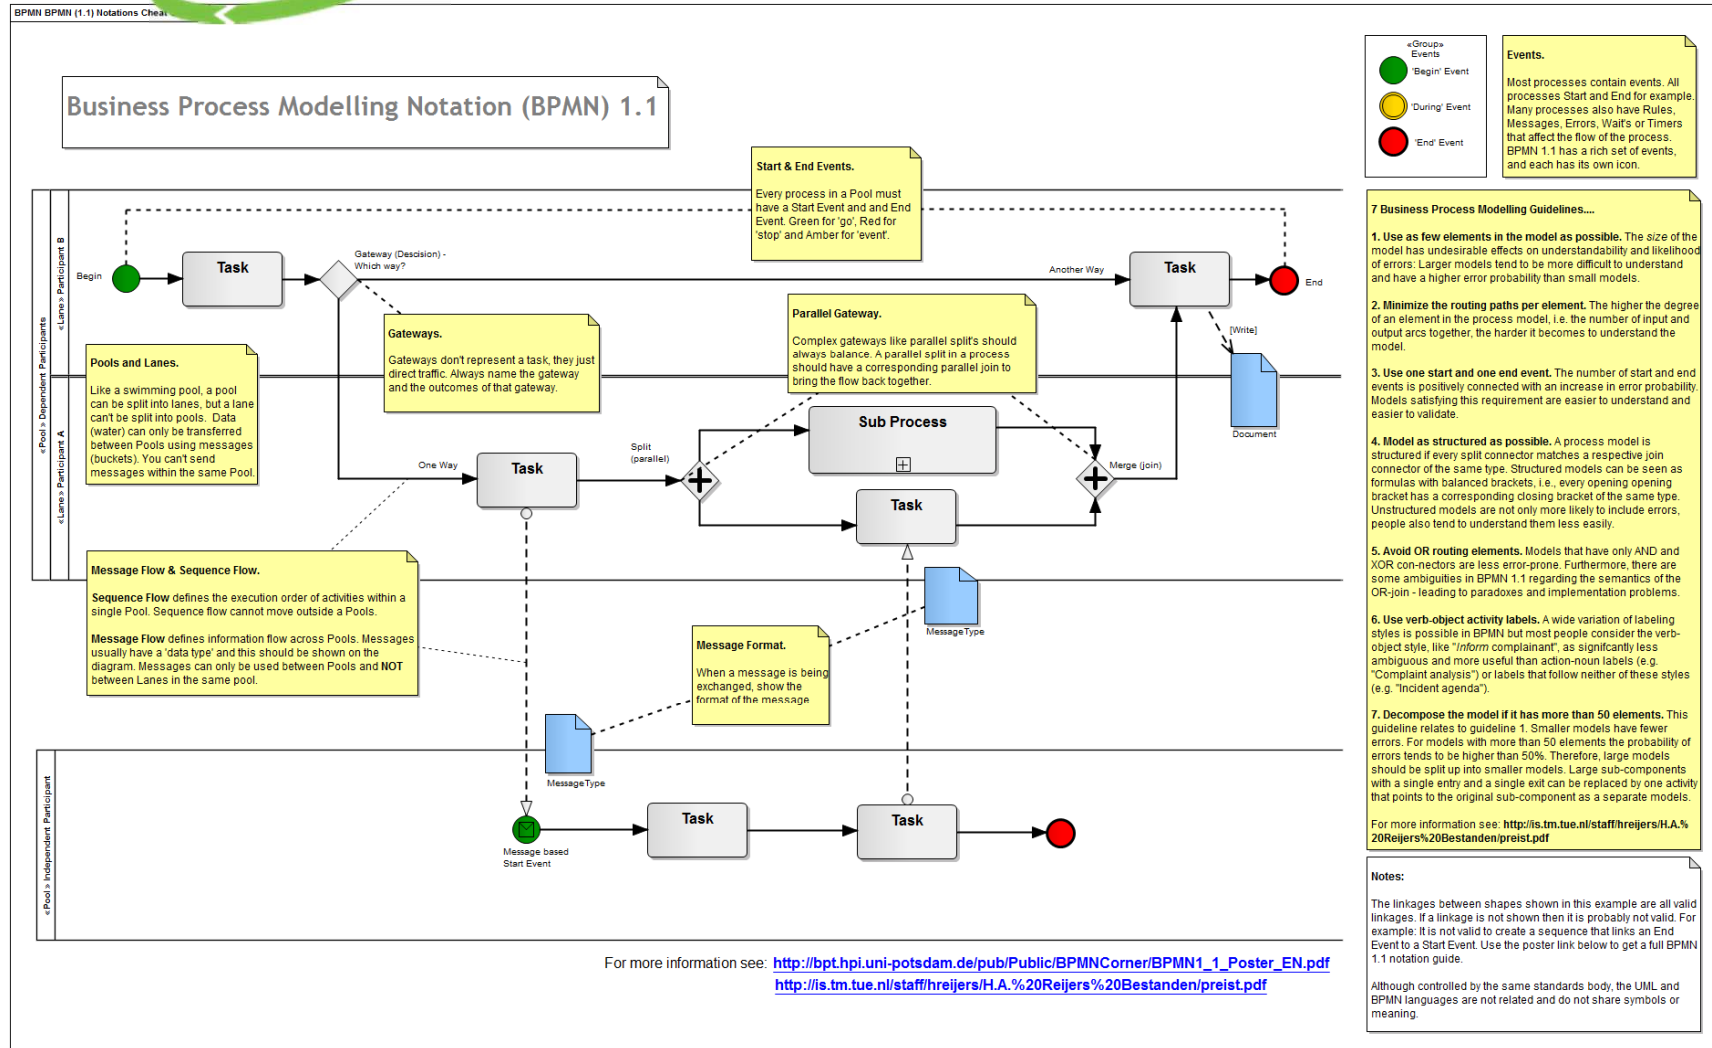 BPMN BPMN (1.1) Notations Cheat
Business Process Modelling Notation (BPMN) 1.1
«Group»
Events
'Begin' Event
'During' Event
'End' Event
Events.
Most processes contain events. All
processes Start and End for example.
Many processes also have Rules,
Messages, Errors, Wait's or Timers
that affect the flow of the process.
BPMN 1.1 has a rich set of events,
and each has its own icon.
Start & End Events.
Every process in a Pool must
have a Start Event and and End
Event. Green for 'go', Red for
'stop' and Amber for 'event'.
«Pool» Dependent Participants
«Lane» Participant B
«Lane» Participant A
Begin
Task
Gateway (Descision) -
Which way?
Another Way
Task
End
Gateways.
Gateways don't represent a task, they just
direct traffic. Always name the gateway
and the outcomes of that gateway.
Parallel Gateway.
Complex gateways like parallel split's should
always balance. A parallel split in a process
should have a corresponding parallel join to
bring the flow back together.
[Write]
Document
Pools and Lanes.
Like a swimming pool, a pool
can be split into lanes, but a lane
can't be split into pools. Data
(water) can only be transferred
between Pools using messages
(buckets). You can't send
messages within the same Pool.
One Way
Task
Split
(parallel)
Sub Process
Task
Merge (join)
Message Flow & Sequence Flow.
Sequence Flow defines the execution order of activities within a
single Pool. Sequence flow cannot move outside a Pools.
Message Flow defines information flow across Pools. Messages
usually have a 'data type' and this should be shown on the
diagram. Messages can only be used between Pools and NOT
between Lanes in the same pool.
MessageType
Message Format.
When a message is being
exchanged, show the
format of the message
MessageType
«Pool» Independent Participant
Message based
Start Event
Task
Task
7 Business Process Modelling Guidelines....
1. Use as few elements in the model as possible. The size of the
model has undesirable effects on understandability and likelihood
of errors: Larger models tend to be more difficult to understand
and have a higher error probability than small models.
2. Minimize the routing paths per element. The higher the degree
of an element in the process model, i.e. the number of input and
output arcs together, the harder it becomes to understand the
model.
3. Use one start and one end event. The number of start and end
events is positively connected with an increase in error probability.
Models satisfying this requirement are easier to understand and
easier to validate.
4. Model as structured as possible. A process model is
structured if every split connector matches a respective join
connector of the same type. Structured models can be seen as
formulas with balanced brackets, i.e., every opening opening
bracket has a corresponding closing bracket of the same type.
Unstructured models are not only more likely to include errors,
people also tend to understand them less easily.
5. Avoid OR routing elements. Models that have only AND and
XOR con-nectors are less error-prone. Furthermore, there are
some ambiguities in BPMN 1.1 regarding the semantics of the
OR-join - leading to paradoxes and implementation problems.
6. Use verb-object activity labels. A wide variation of labeling
styles is possible in BPMN but most people consider the verb-
object style, like "Inform complainant", as signifcantly less
ambiguous and more useful than action-noun labels (e.g.
"Complaint analysis") or labels that follow neither of these styles
(e.g. "Incident agenda").
7. Decompose the model if it has more than 50 elements. This
guideline relates to guideline 1. Smaller models have fewer
errors. For models with more than 50 elements the probability of
errors tends to be higher than 50%. Therefore, large models
should be split up into smaller models. Large sub-components
with a single entry and a single exit can be replaced by one activity
that points to the original sub-component as a separate models.
For more information see: http://is.tm.tue.nl/staff/hreijers/H.A.%
20Reijers%20Bestanden/preist.pdf
Notes:
The linkages between shapes shown in this example are all valid
linkages. If a linkage is not shown then it is probably not valid. For
example: It is not valid to create a sequence that links an End
Event to a Start Event. Use the poster link below to get a full BPMN
1.1 notation guide.
Although controlled by the same standards body, the UML and
BPMN languages are not related and do not share symbols or
meaning.
For more information see: http://bpt.hpi.uni-potsdam.de/pub/Public/BPMNCorner/BPMN1_1_Poster_EN.pdf
http://is.tm.tue.nl/staff/hreijers/H.A.%20Reijers%20Bestanden/preist.pdf